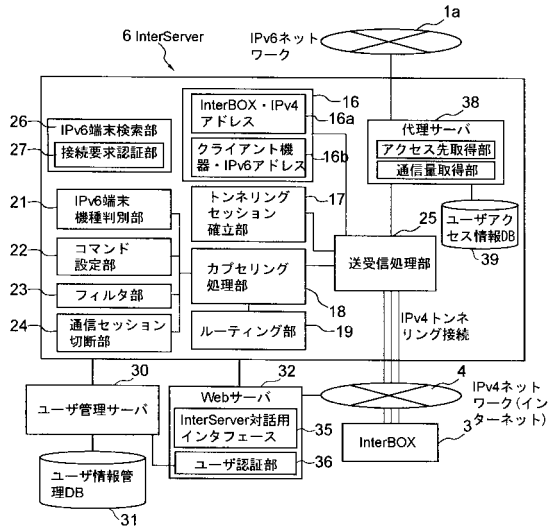 1a
IPv6ネット
ワーク
6 InterServer
38
代理サーバ
アクセス先取得部
通信量取得部
16
InterBOX・IPv4
アドレス
16a
クライアント機
器・IPv6アドレス
16b
26
IPv6端末検索部
27
接続要求認証部
17
トンネリング
セッション
確立部
21
IPv6端末
機種判別部
25
送受信処理部
ユーザアク
セス情報DB
39
22
コマンド
設定部
カプセリング
処理部
18
23
フィルタ部
24
通信セッション
切断部
ルーティング部
19
IPv4トンネ
リング接続
30
ユーザ管理サーバ
32
Webサーバ
InterServer対話用
インタフェース
35
ユーザ認証部
36
4
IPv4ネット
ワーク(イン
ターネット)
InterBOX
3
ユーザ情報管
理DB
31